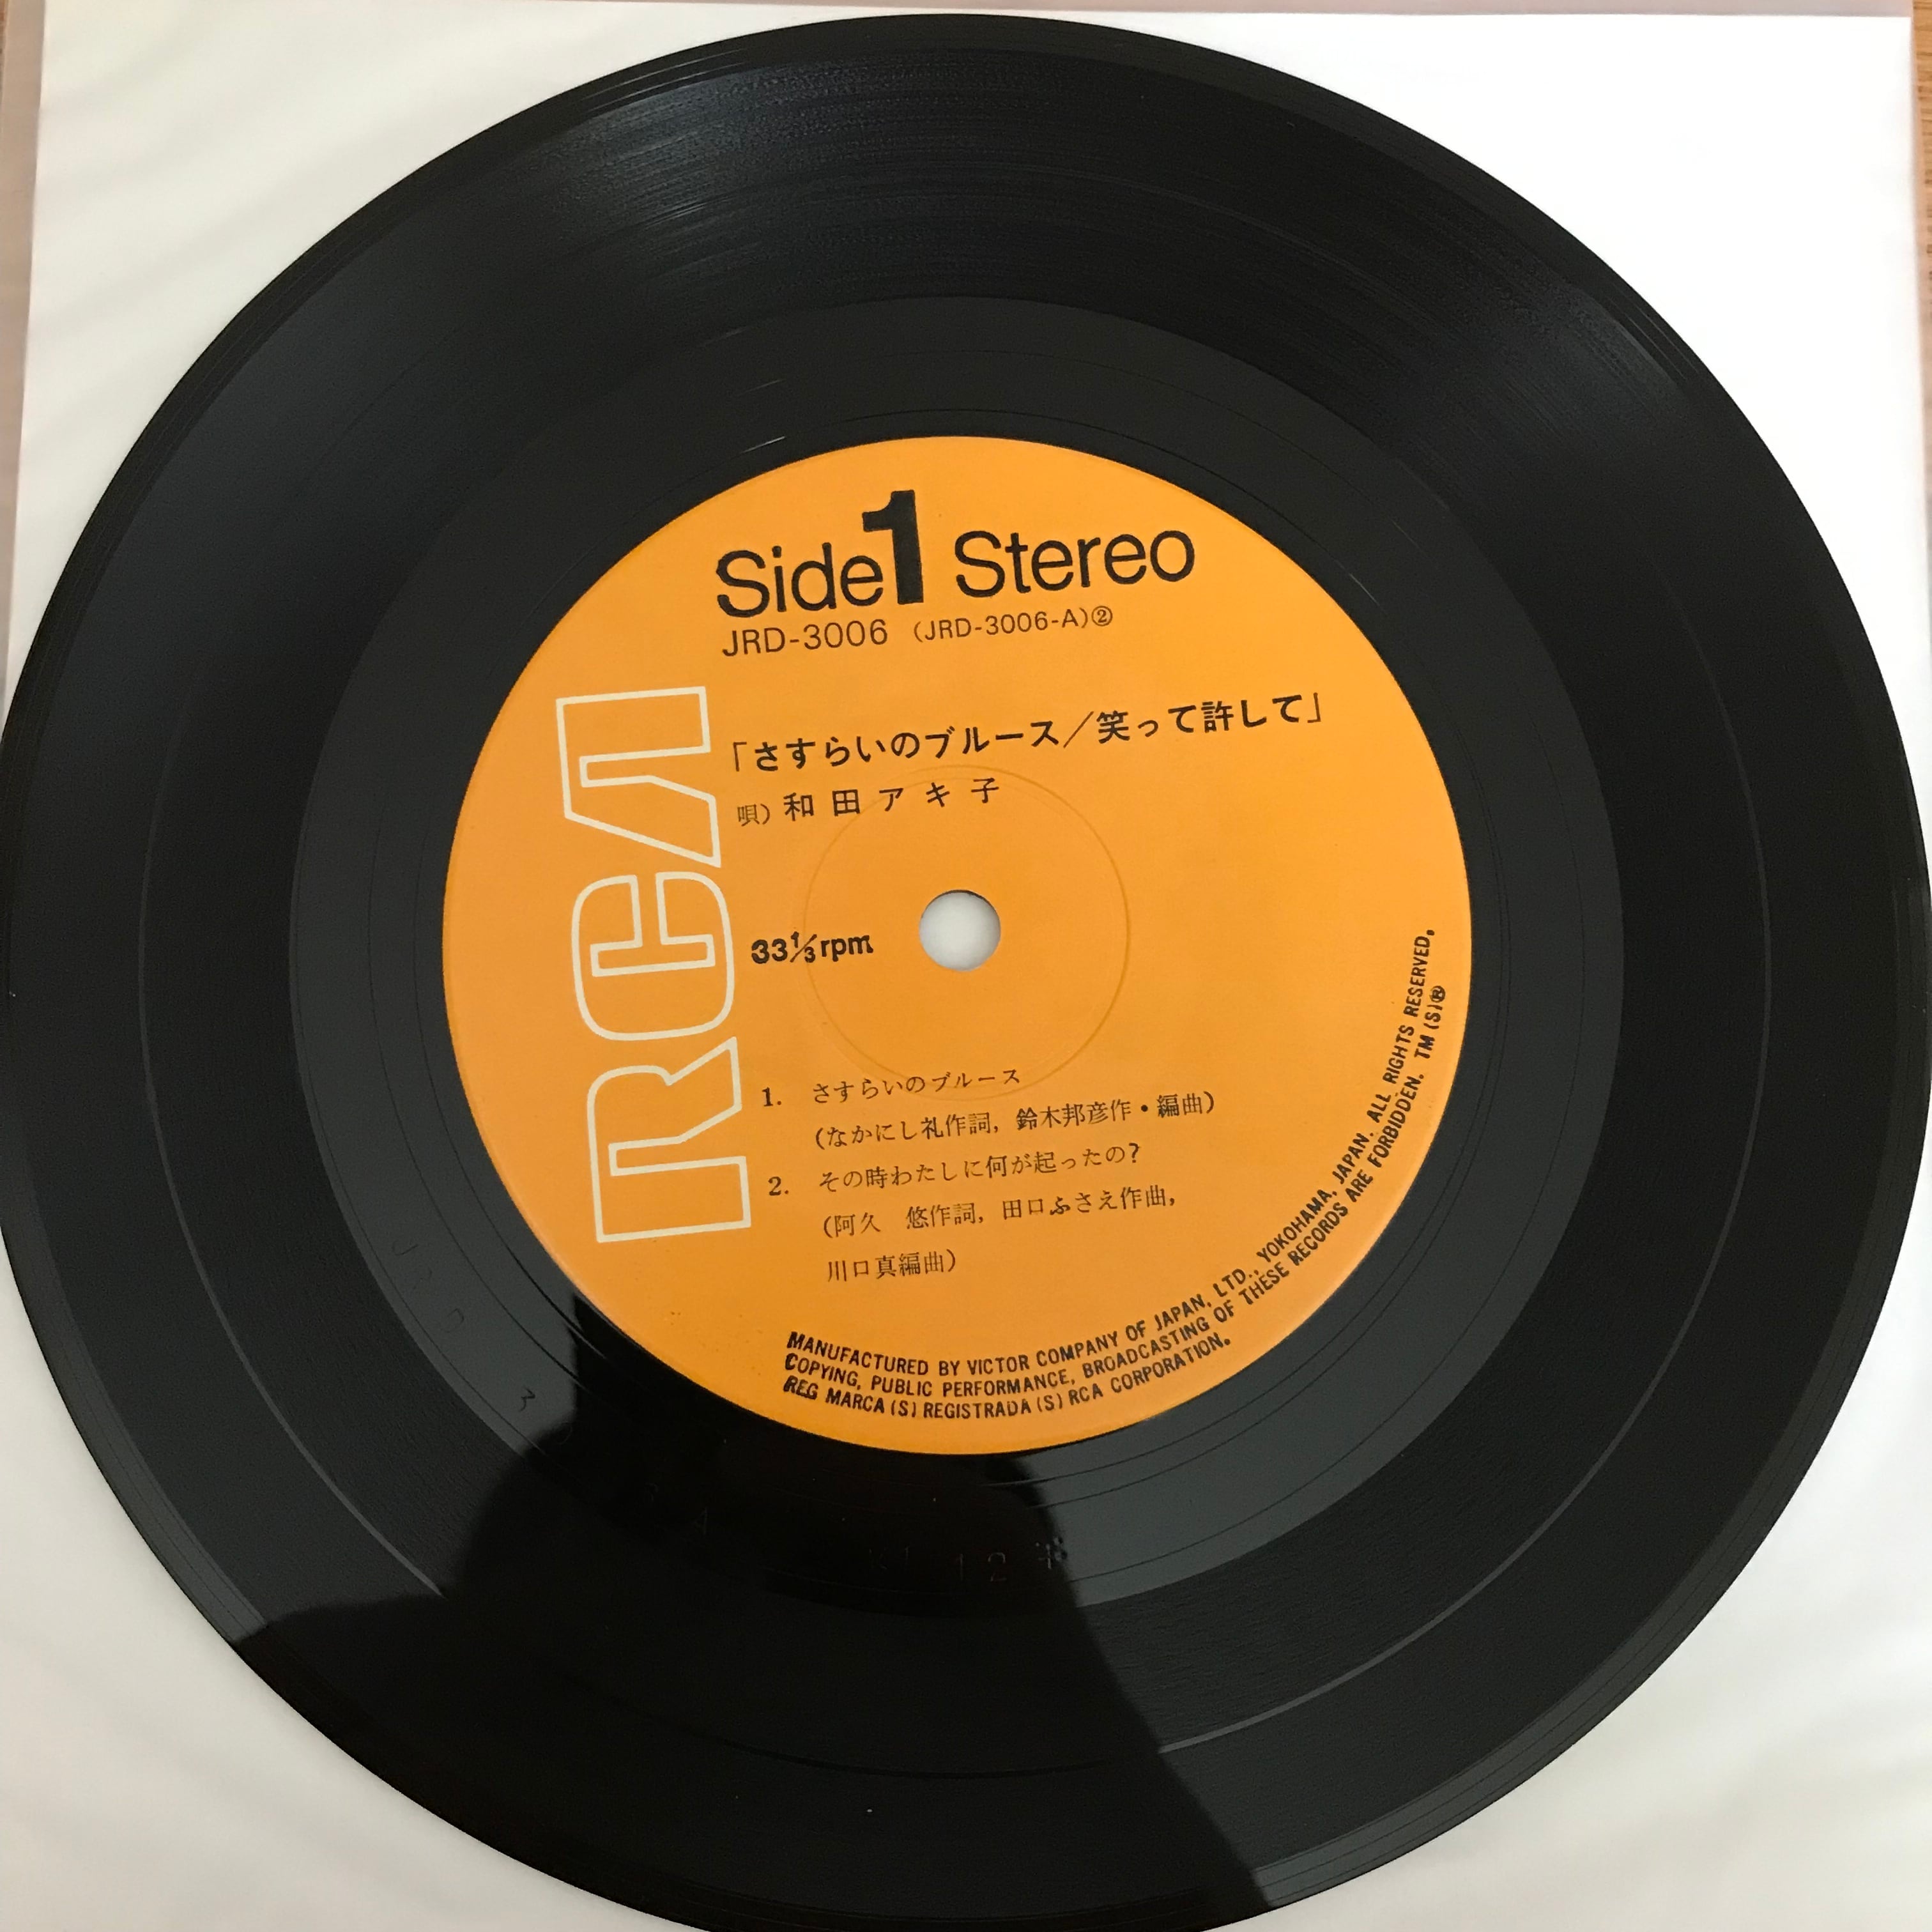 Side 1 Stereo
JRD-3006 (JRD-3006-A)②
「さすらいのブルース／笑って許して」
唄）和田アキ子
RCA
33⅓rpm
1. さすらいのブルース
(なかにし礼作詞, 鈴木邦彦作・編曲)
2. その時わたしに何が起ったの?
(阿久 悠作詞, 田口ふさえ作曲,
川口真編曲)
MANUFACTURED BY VICTOR COMPANY OF JAPAN, LTD., YOKOHAMA, JAPAN. ALL RIGHTS RESERVED.
COPYING, PUBLIC PERFORMANCE, BROADCASTING OF THESE RECORDS ARE FORBIDDEN. TM (S)®
REG MARCA (S) REGISTRADA (S) RCA CORPORATION.